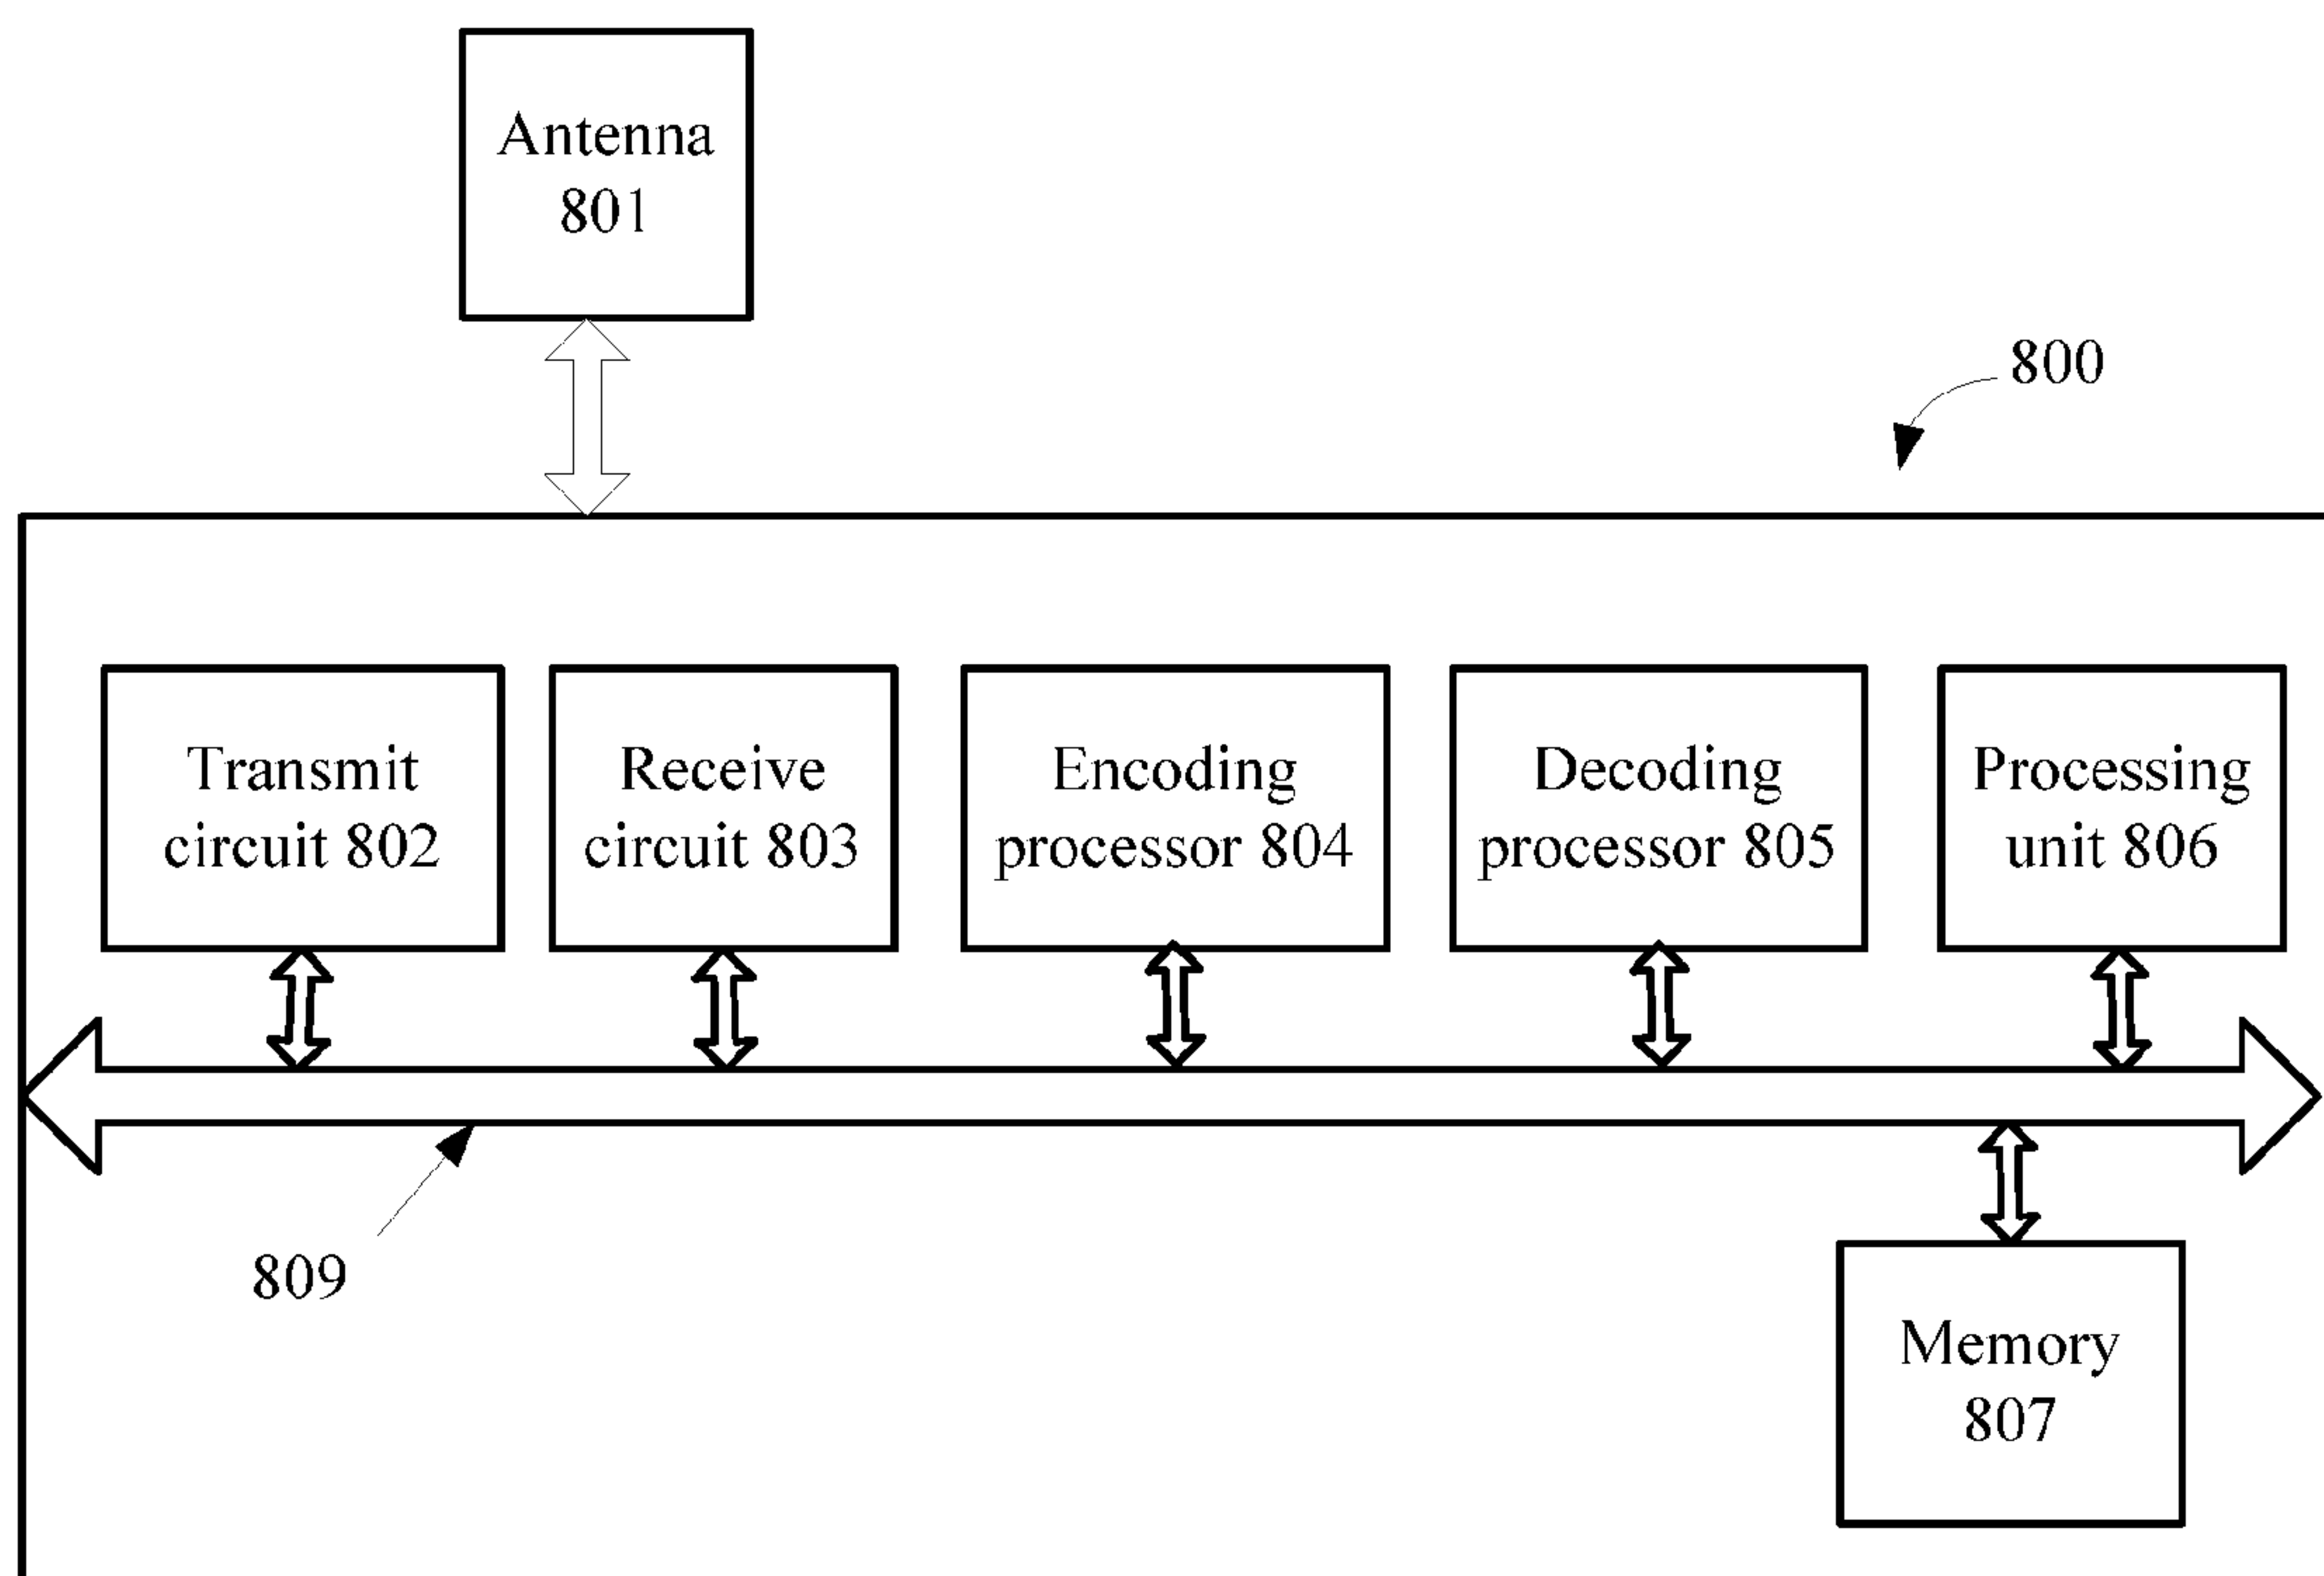 Antenna
801
800
Transmit
circuit 802
Receive
circuit 803
Encoding
processor 804
Decoding
processor 805
Processing
unit 806
809
Memory
807